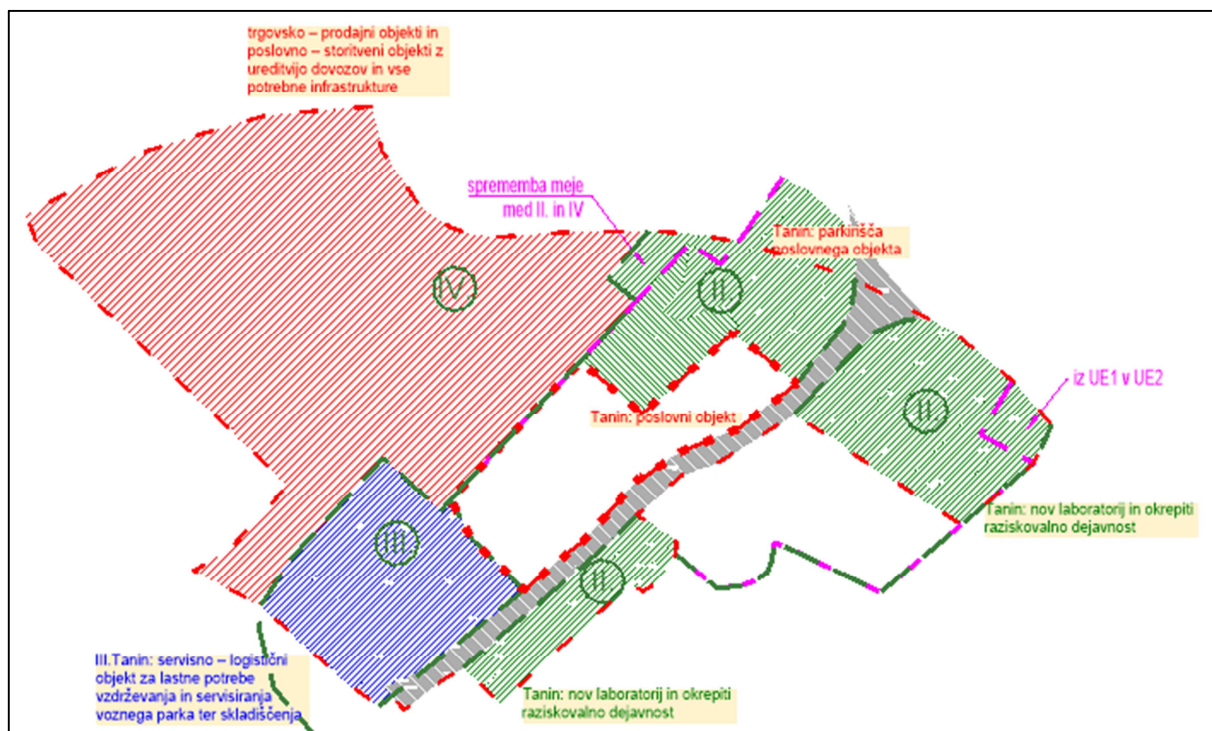 trgovsko – prodajni objekti in
poslovno – storitveni objekti z
ureditvijo dovozov in vse
potrebne infrastrukture
sprememba meje
med II. in IV
Tanin: parkirišča
poslovnega objekta
IV
II.
iz UE1 v UE2
II.
Tanin: poslovni objekt
Tanin: nov laboratorij in okrepiti
raziskovalno dejavnost
III.
II.
III.Tanin: servisno – logistični
objekt za lastne potrebe
vzdrževanja in servisiranja
voznega parka ter skladiščenja
Tanin: nov laboratorij in okrepiti
raziskovalno dejavnost